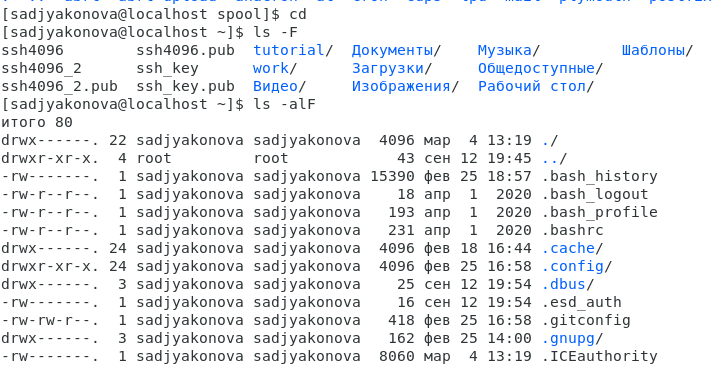 [sadjyakonova@localhost spool]$ cd
[sadjyakonova@localhost ~]$ ls -F
ssh4096        ssh4096.pub  tutorial/  Документы/    Музыка/         Шаблоны/
ssh4096_2      ssh_key      work/      Загрузки/     Общедоступные/
ssh4096_2.pub  ssh_key.pub  Видео/     Изображения/  Рабочий стол/
[sadjyakonova@localhost ~]$ ls -alF
итого 80
drwx------. 22 sadjyakonova sadjyakonova  4096 мар  4 13:19 ./
drwxr-xr-x.  4 root         root            43 сен 12 19:45 ../
-rw-------.  1 sadjyakonova sadjyakonova 15390 фев 25 18:57 .bash_history
-rw-r--r--.  1 sadjyakonova sadjyakonova    18 апр  1  2020 .bash_logout
-rw-r--r--.  1 sadjyakonova sadjyakonova   193 апр  1  2020 .bash_profile
-rw-r--r--.  1 sadjyakonova sadjyakonova   231 апр  1  2020 .bashrc
drwx------. 24 sadjyakonova sadjyakonova  4096 фев 18 16:44 .cache/
drwxr-xr-x. 24 sadjyakonova sadjyakonova  4096 фев 25 16:58 .config/
drwx------.  3 sadjyakonova sadjyakonova    25 сен 12 19:54 .dbus/
-rw-------.  1 sadjyakonova sadjyakonova    16 сен 12 19:54 .esd_auth
-rw-rw-r--.  1 sadjyakonova sadjyakonova   418 фев 25 16:58 .gitconfig
drwx------.  3 sadjyakonova sadjyakonova   162 фев 25 14:00 .gnupg/
-rw-------.  1 sadjyakonova sadjyakonova  8060 мар  4 13:19 .ICEauthority